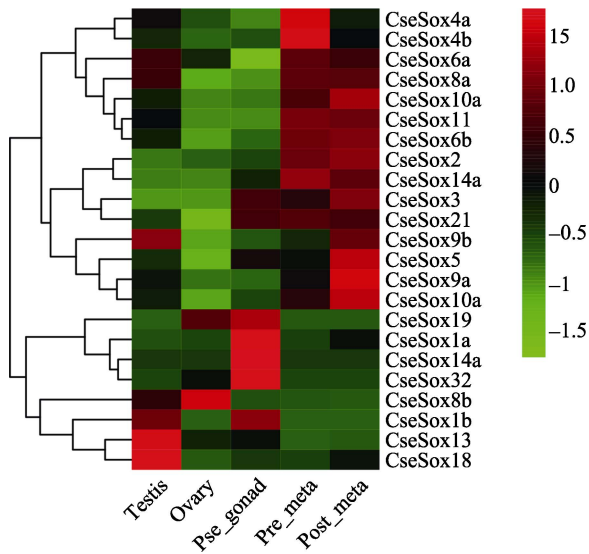 CseSox4a
CseSox4b
CseSox6a
CseSox8a
CseSox10a
CseSox11
CseSox6b
CseSox2
CseSox14a
CseSox3
CseSox21
CseSox9b
CseSox5
CseSox9a
CseSox10a
CseSox19
CseSox1a
CseSox14a
CseSox32
CseSox8b
CseSox1b
CseSox13
CseSox18
15
1.0
0.5
0
−0.5
−1
−1.5
Testis
Ovary
Pse_gonad
Pre_meta
Post_meta